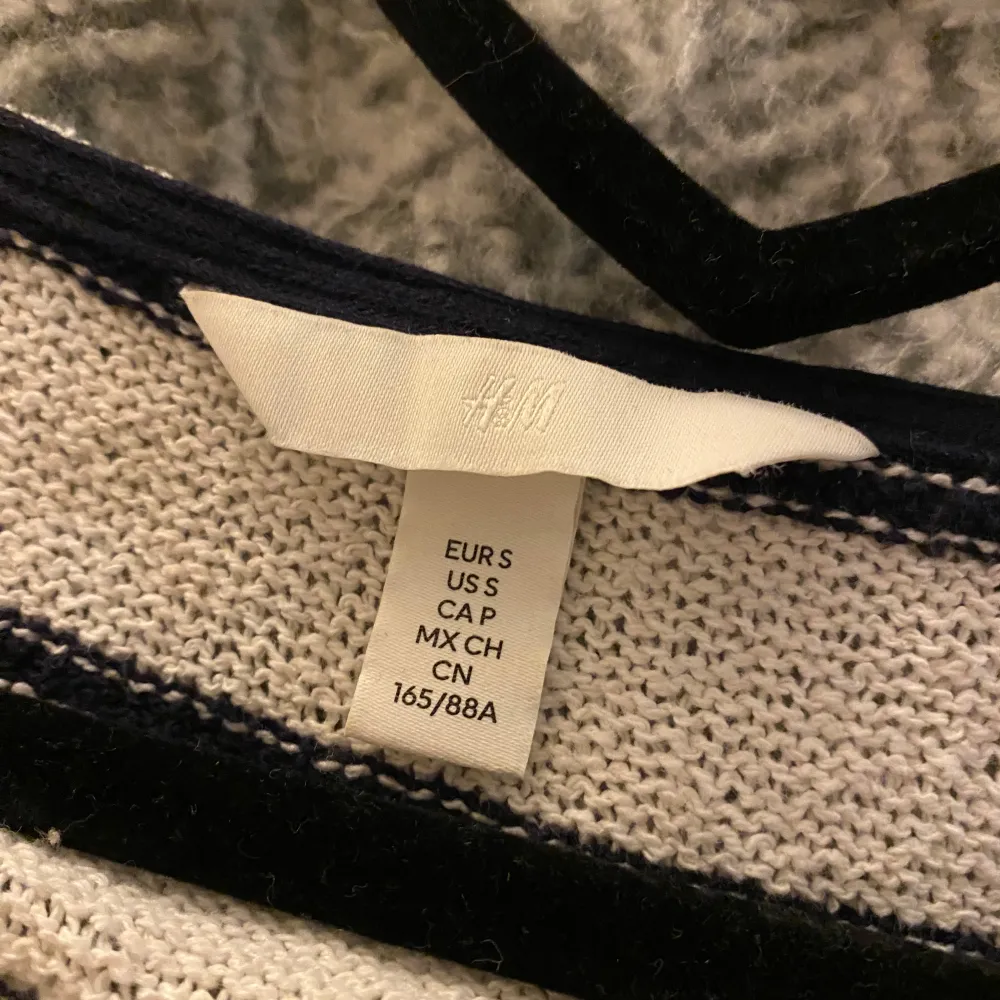 H&M
EUR S
US S
CA P
MX CH
CN
165/88A